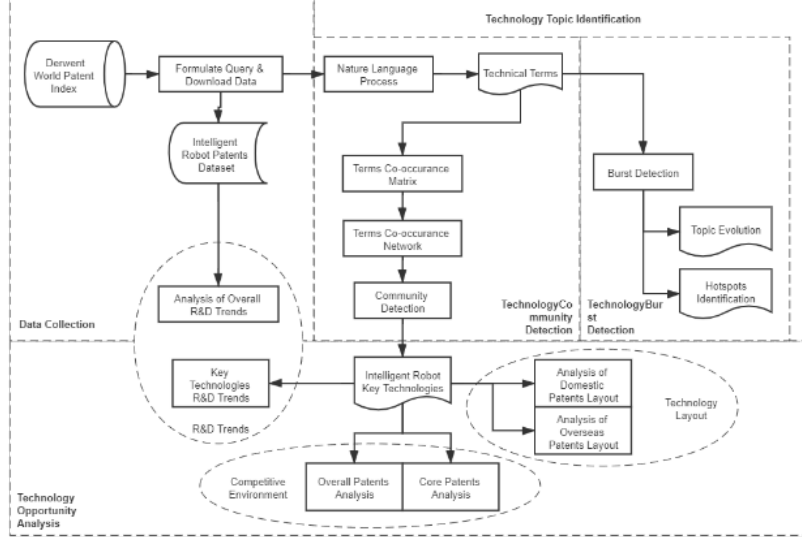 Technology Topic Identification
Derwent
World Patent
Index
Formulate Query &
Download Data
Nature Language
Process
Technical Terms
Intelligent
Robot Patents
Dataset
Terms Co-occurance
Matrix
Burst Detection
Terms Co-occurance
Network
Topic Evolution
Analysis of Overall
R&D Trends
Community
Detection
Hotspots
Identification
Data Collection
TechnologyCo
mmunity
Detection
TechnologyBur
st
Detection
Key
Technologies
R&D Trends
Intelligent Robot
Key Technologies
Analysis of
Domestic
Patents Layout
Analysis of
Overseas
Patents Layout
Technology
Layout
R&D Trends
Competitive
Environment
Overall Patents
Analysis
Core Patents
Analysis
Technology
Opportunity
Analysis